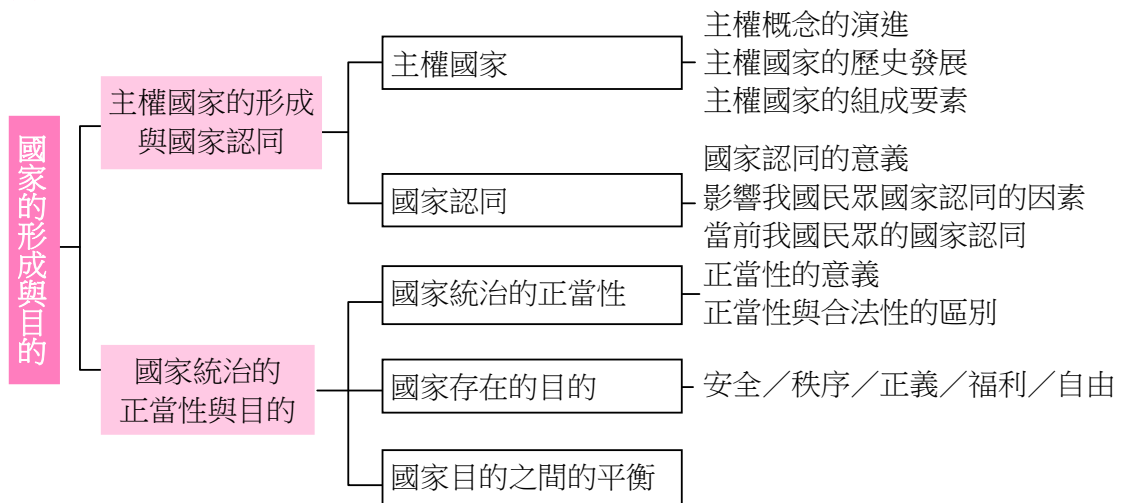 國家的形成與目的
主權國家的形成
與國家認同
主權國家
主權概念的演進
主權國家的歷史發展
主權國家的組成要素
國家認同
國家認同的意義
影響我國民眾國家認同的因素
當前我國民眾的國家認同
國家統治的
正當性與目的
國家統治的正當性
正當性的意義
正當性與合法性的區別
國家存在的目的
安全／秩序／正義／福利／自由
國家目的之間的平衡